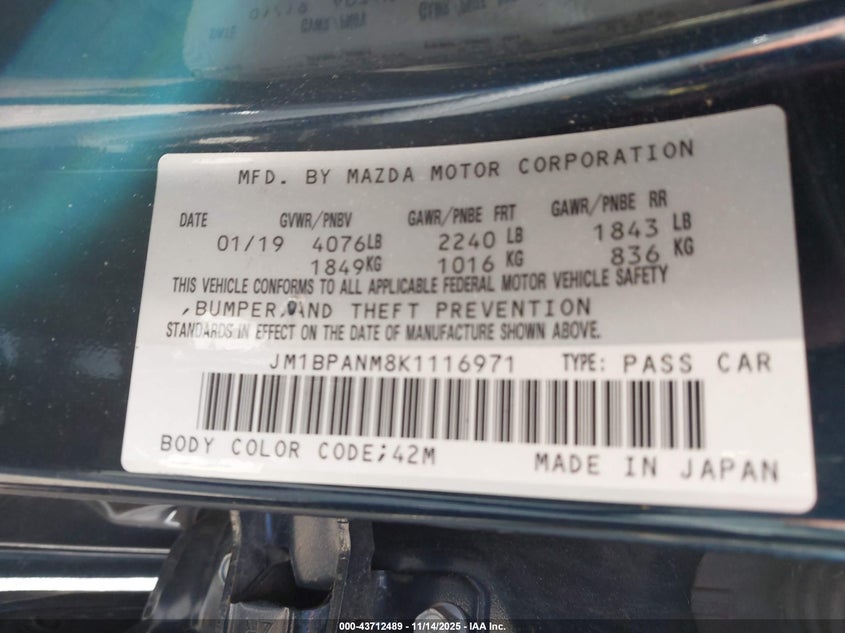 MFD. BY MAZDA MOTOR CORPORATION
DATE GVWR/PNBV GAWR/PNBE FRT GAWR/PNBE RR
01/19 4076LB 2240 LB 1843 LB
1849KG 1016 KG 836 KG
THIS VEHICLE CONFORMS TO ALL APPLICABLE FEDERAL MOTOR VEHICLE SAFETY
,BUMPER, AND THEFT PREVENTION
STANDARDS IN EFFECT ON THE DATE OF MANUFACTURE SHOWN ABOVE.
JM1BPANM8K1116971 TYPE: PASS CAR
BODY COLOR CODE;42M
MADE IN JAPAN
000-43712489 - 11/14/2025 - IAA Inc.